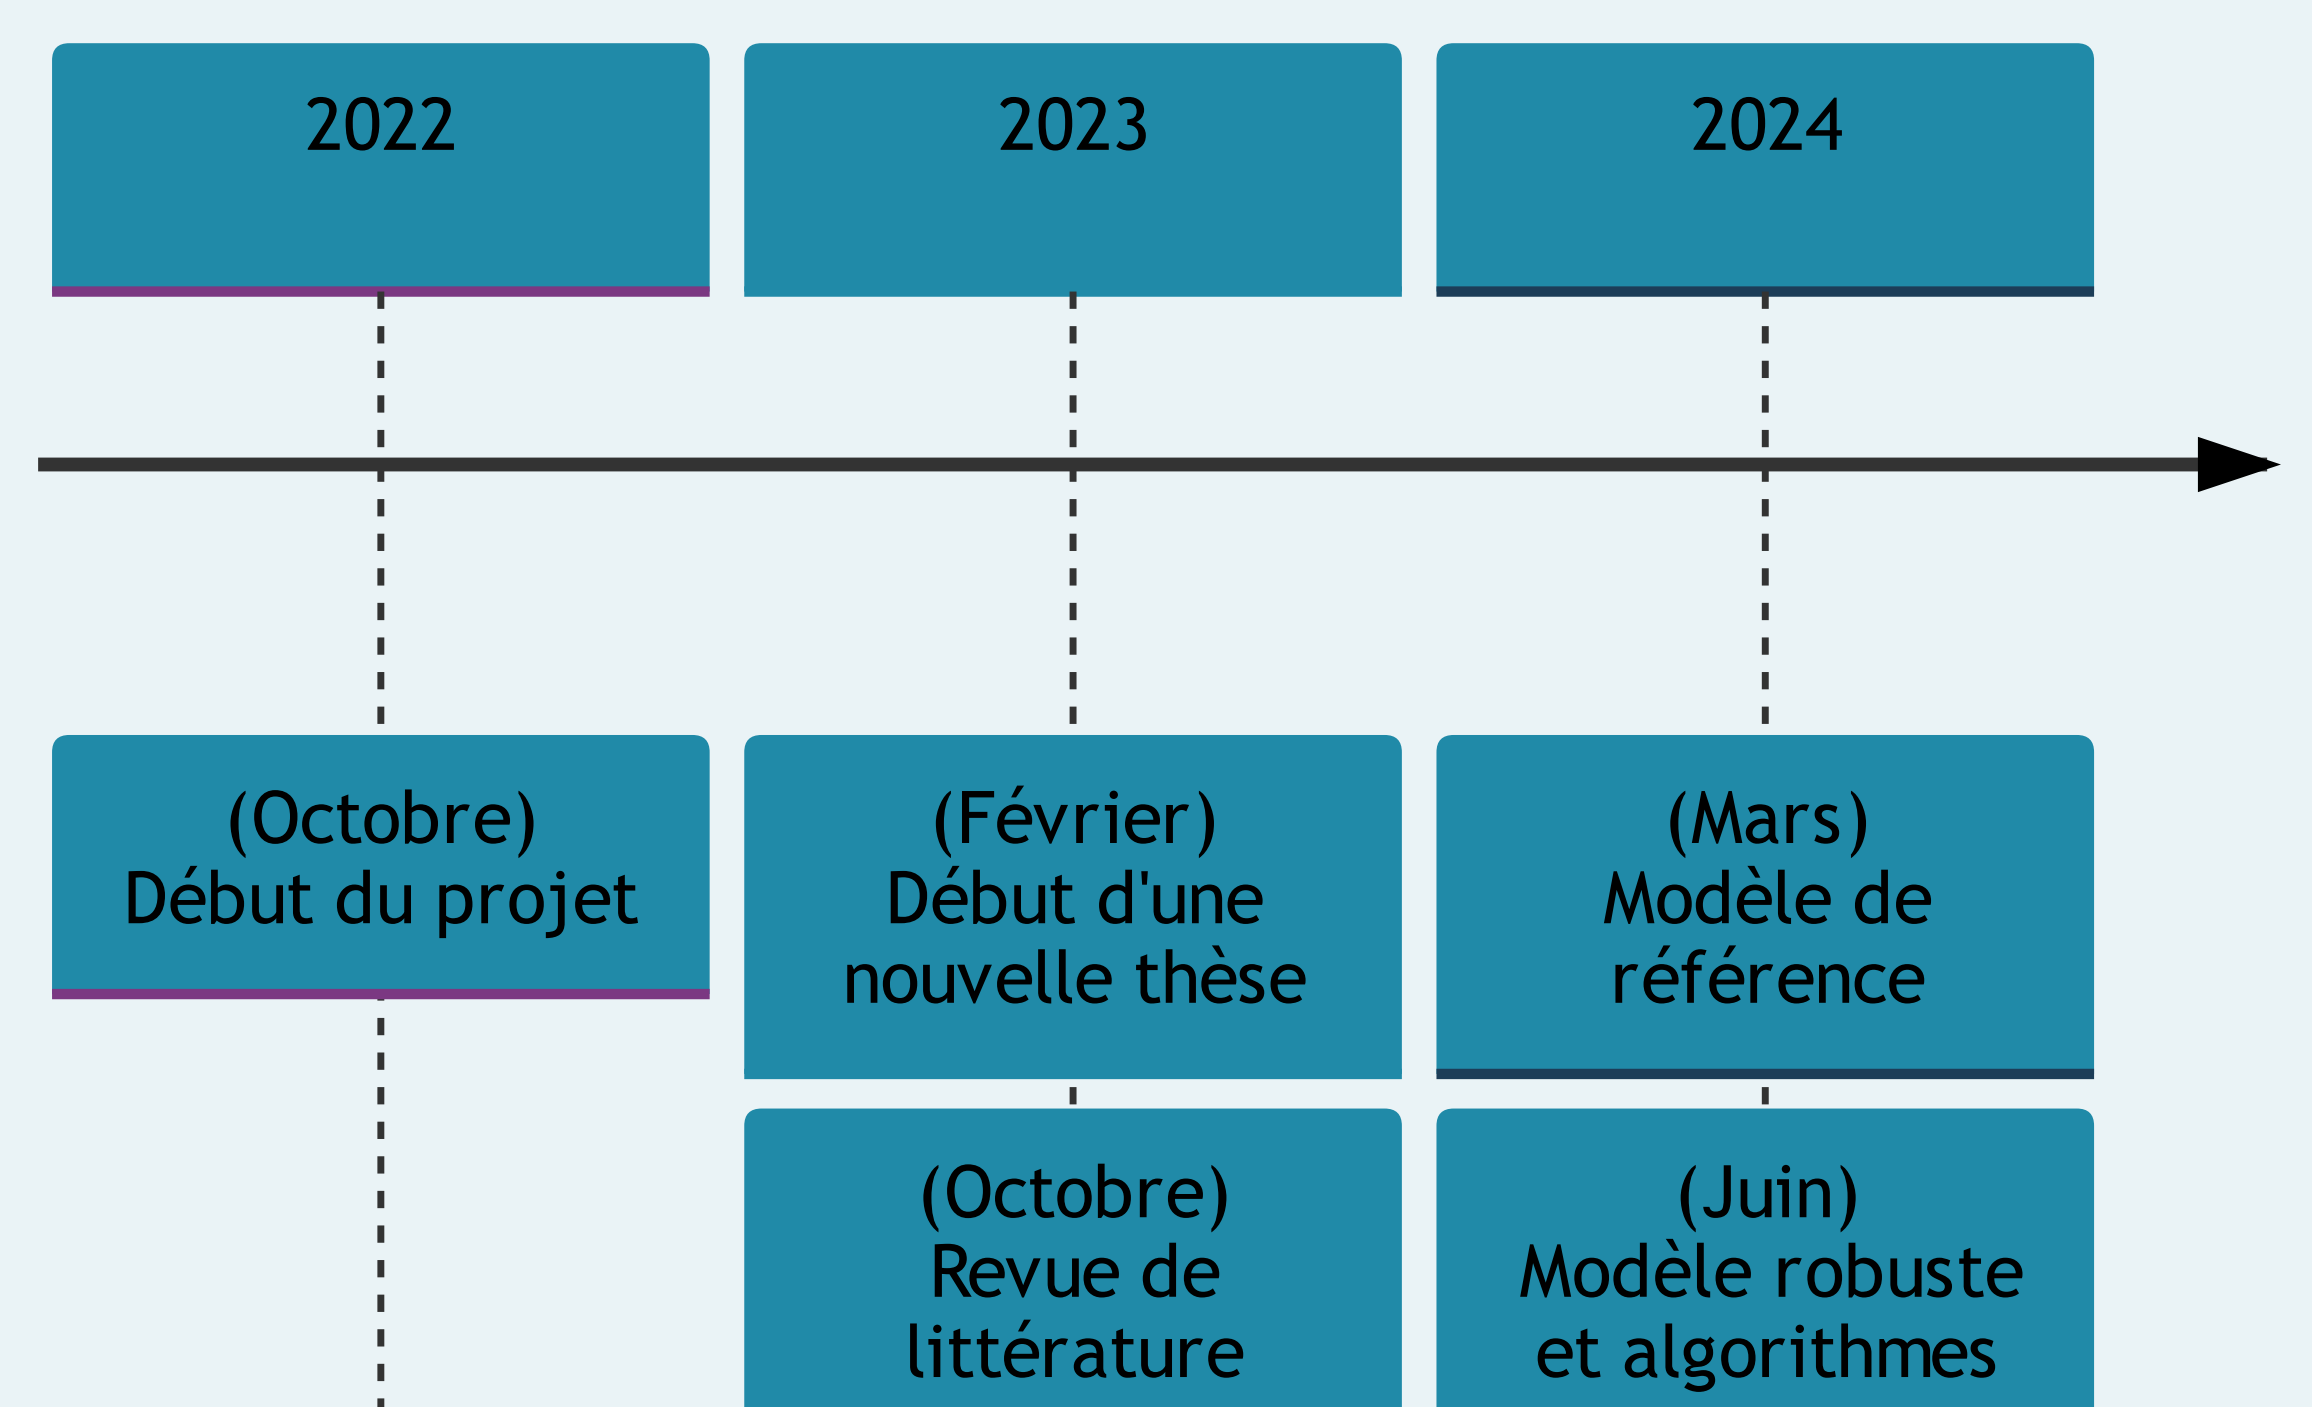 2022
2023
2024
(Octobre)
Début du projet
(Février)
Début d'une
nouvelle thèse
(Octobre)
Revue de
littérature
(Mars)
Modèle de
référence
(Juin)
Modèle robuste
et algorithmes